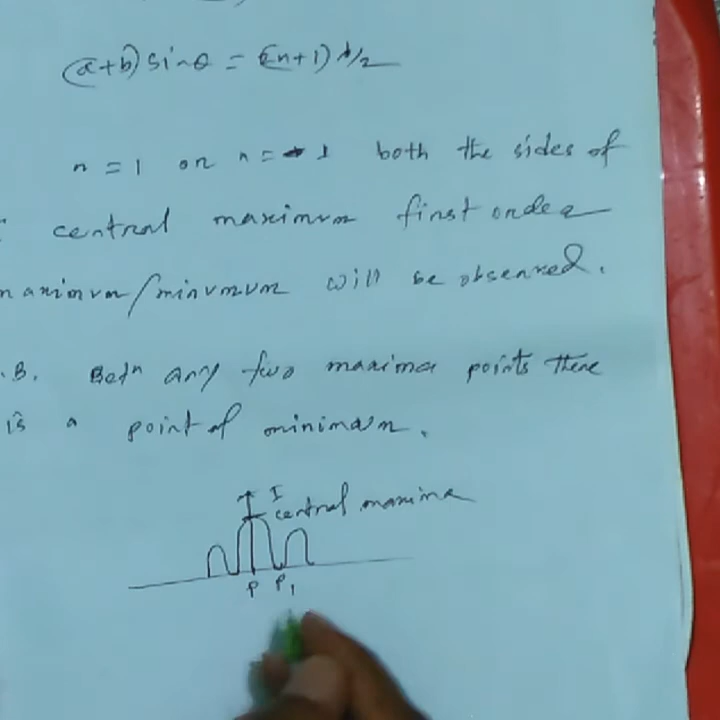 (a+b) sinθ = (2n+1) λ/2
n = 1 or n = -1 both the sides of
central maximum first order
maximum/minumum will be observed.
.B. Betn any two maxima points there
is a point of minimum.
I
central maxima
P P1